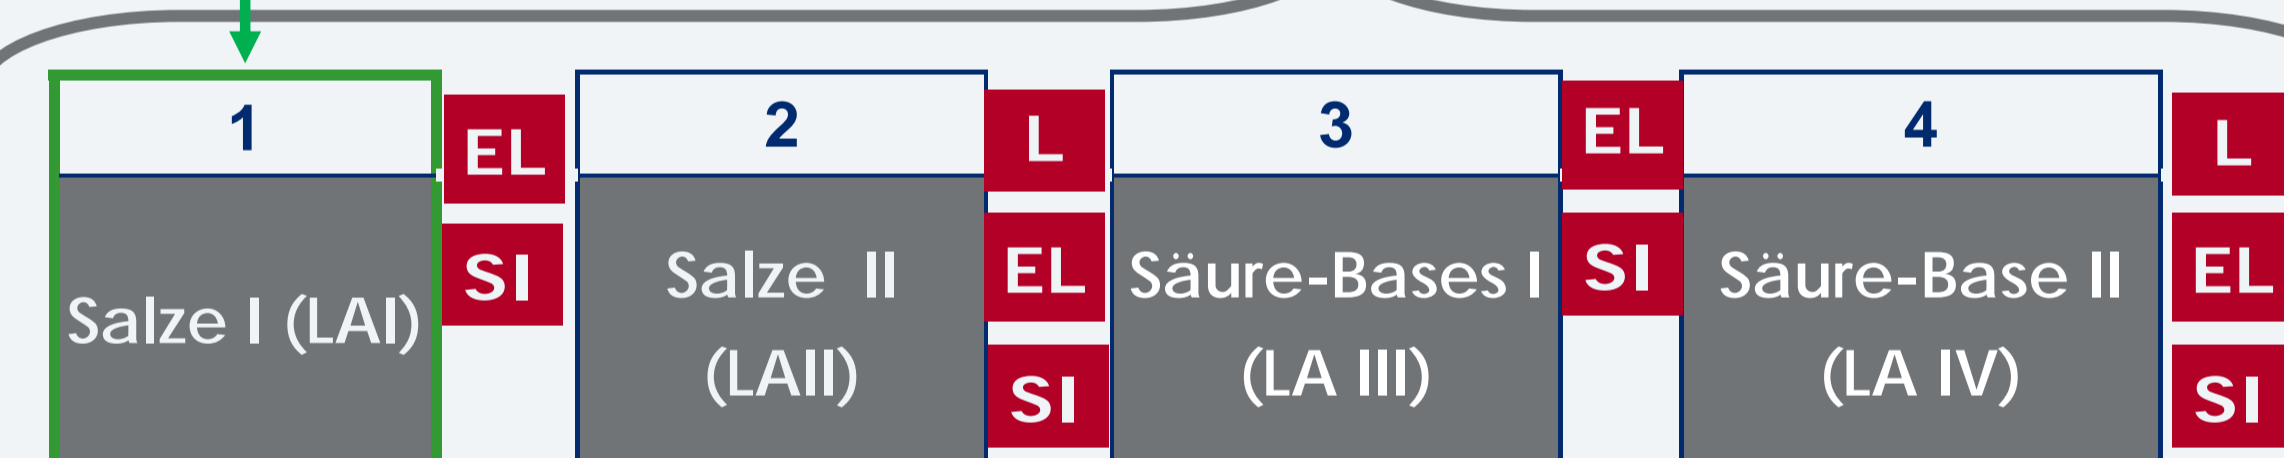 1
EL
SI
Salze I (LAI)
2
L
EL
SI
Salze II
(LAII)
3
EL
SI
Säure-Bases I
(LA III)
4
L
EL
SI
Säure-Base II
(LA IV)